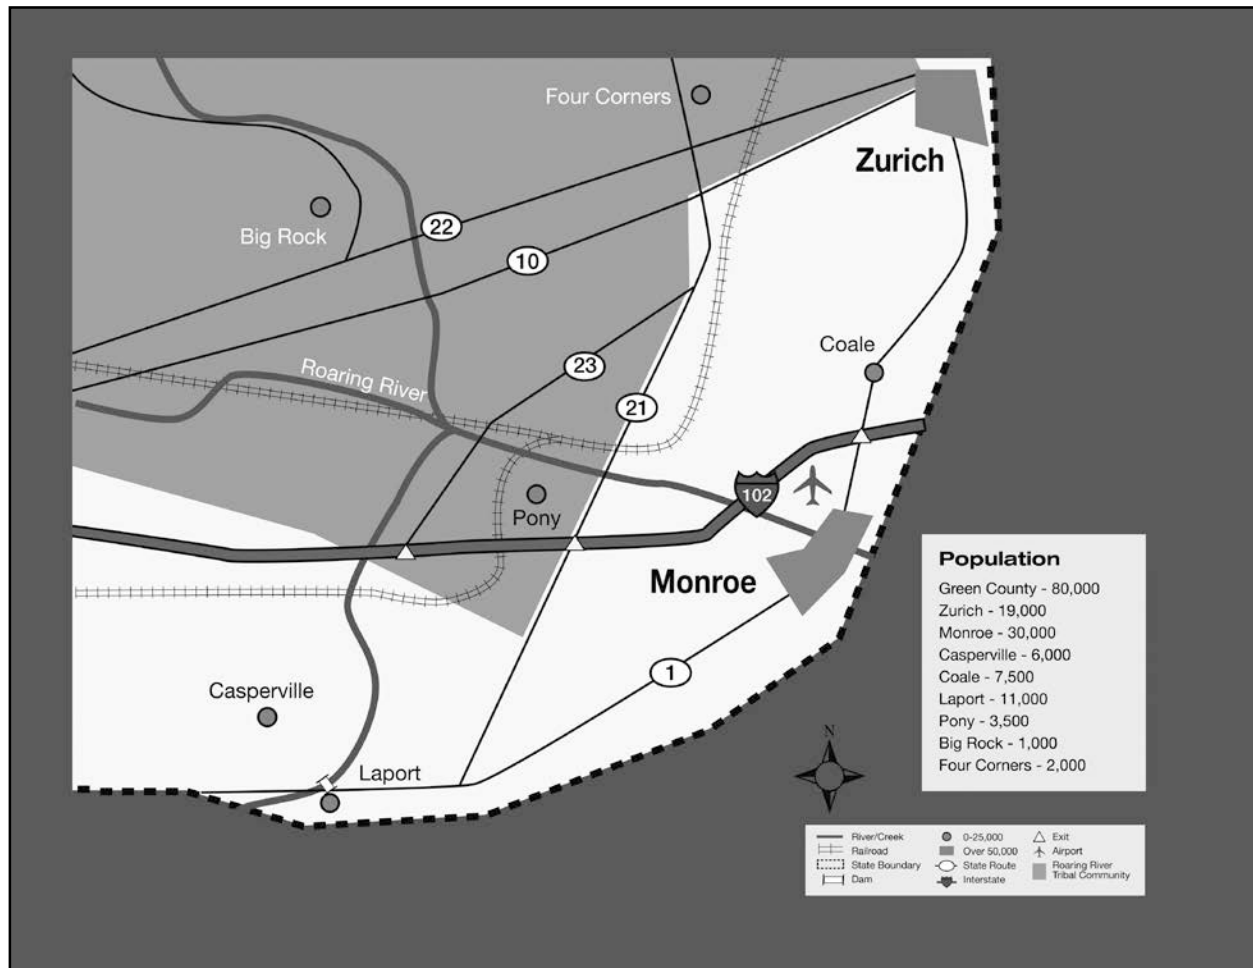 Four Corners
Zurich
Big Rock
22
10
Coale
23
Roaring River
21
102
Pony
Monroe
1
Casperville
Laport
Population
Green County - 80,000
Zurich - 19,000
Monroe - 30,000
Casperville - 6,000
Coale - 7,500
Laport - 11,000
Pony - 3,500
Big Rock - 1,000
Four Corners - 2,000
N
River/Creek
Railroad
State Boundary
Dam
0-25,000
Over 50,000
State Route
Interstate
Exit
Airport
Roaring River
Tribal Community